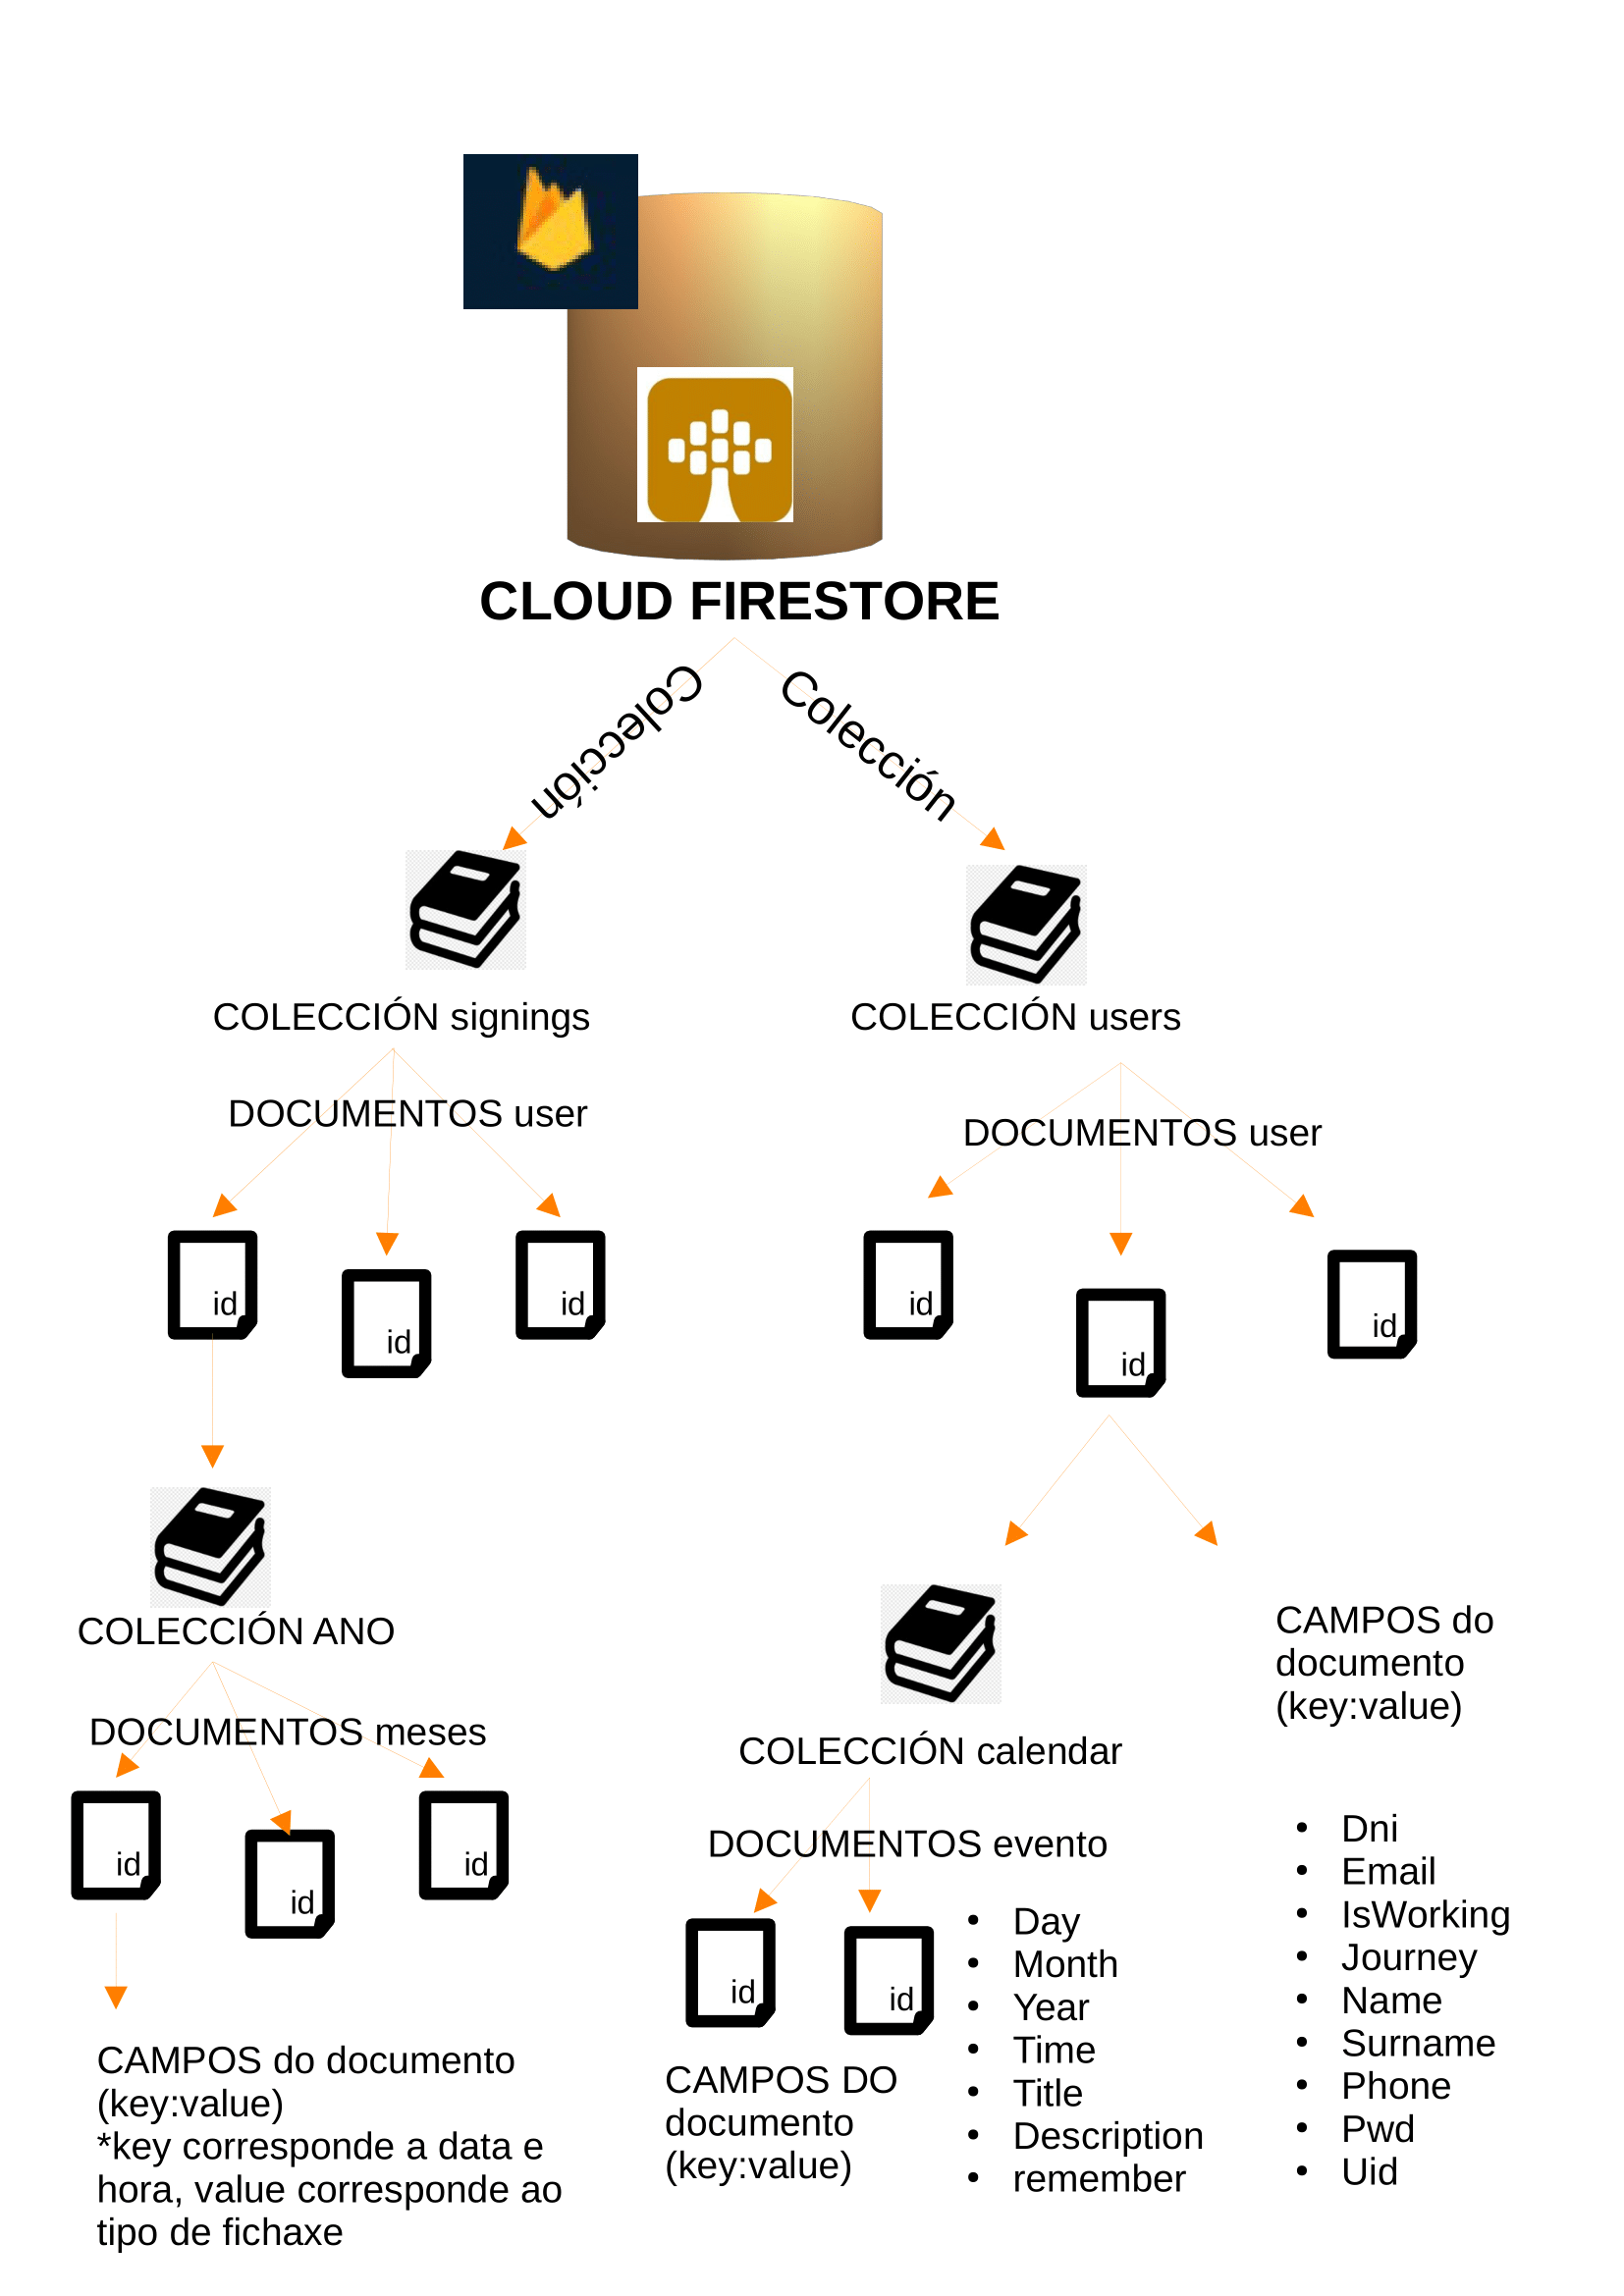 CLOUD FIRESTORE
Colección
Colección
COLECCIÓN signings
COLECCIÓN users
DOCUMENTOS user
DOCUMENTOS user
id
id
id
id
id
id
COLECCIÓN ANO
DOCUMENTOS meses
id
id
id
CAMPOS do documento
(key:value)
*key corresponde a data e
hora, value corresponde ao
tipo de fichaxe
COLECCIÓN calendar
DOCUMENTOS evento
id
id
CAMPOS DO
documento
(key:value)
• Day
• Month
• Year
• Time
• Title
• Description
• remember
CAMPOS do
documento
(key:value)
• Dni
• Email
• IsWorking
• Journey
• Name
• Surname
• Phone
• Pwd
• Uid